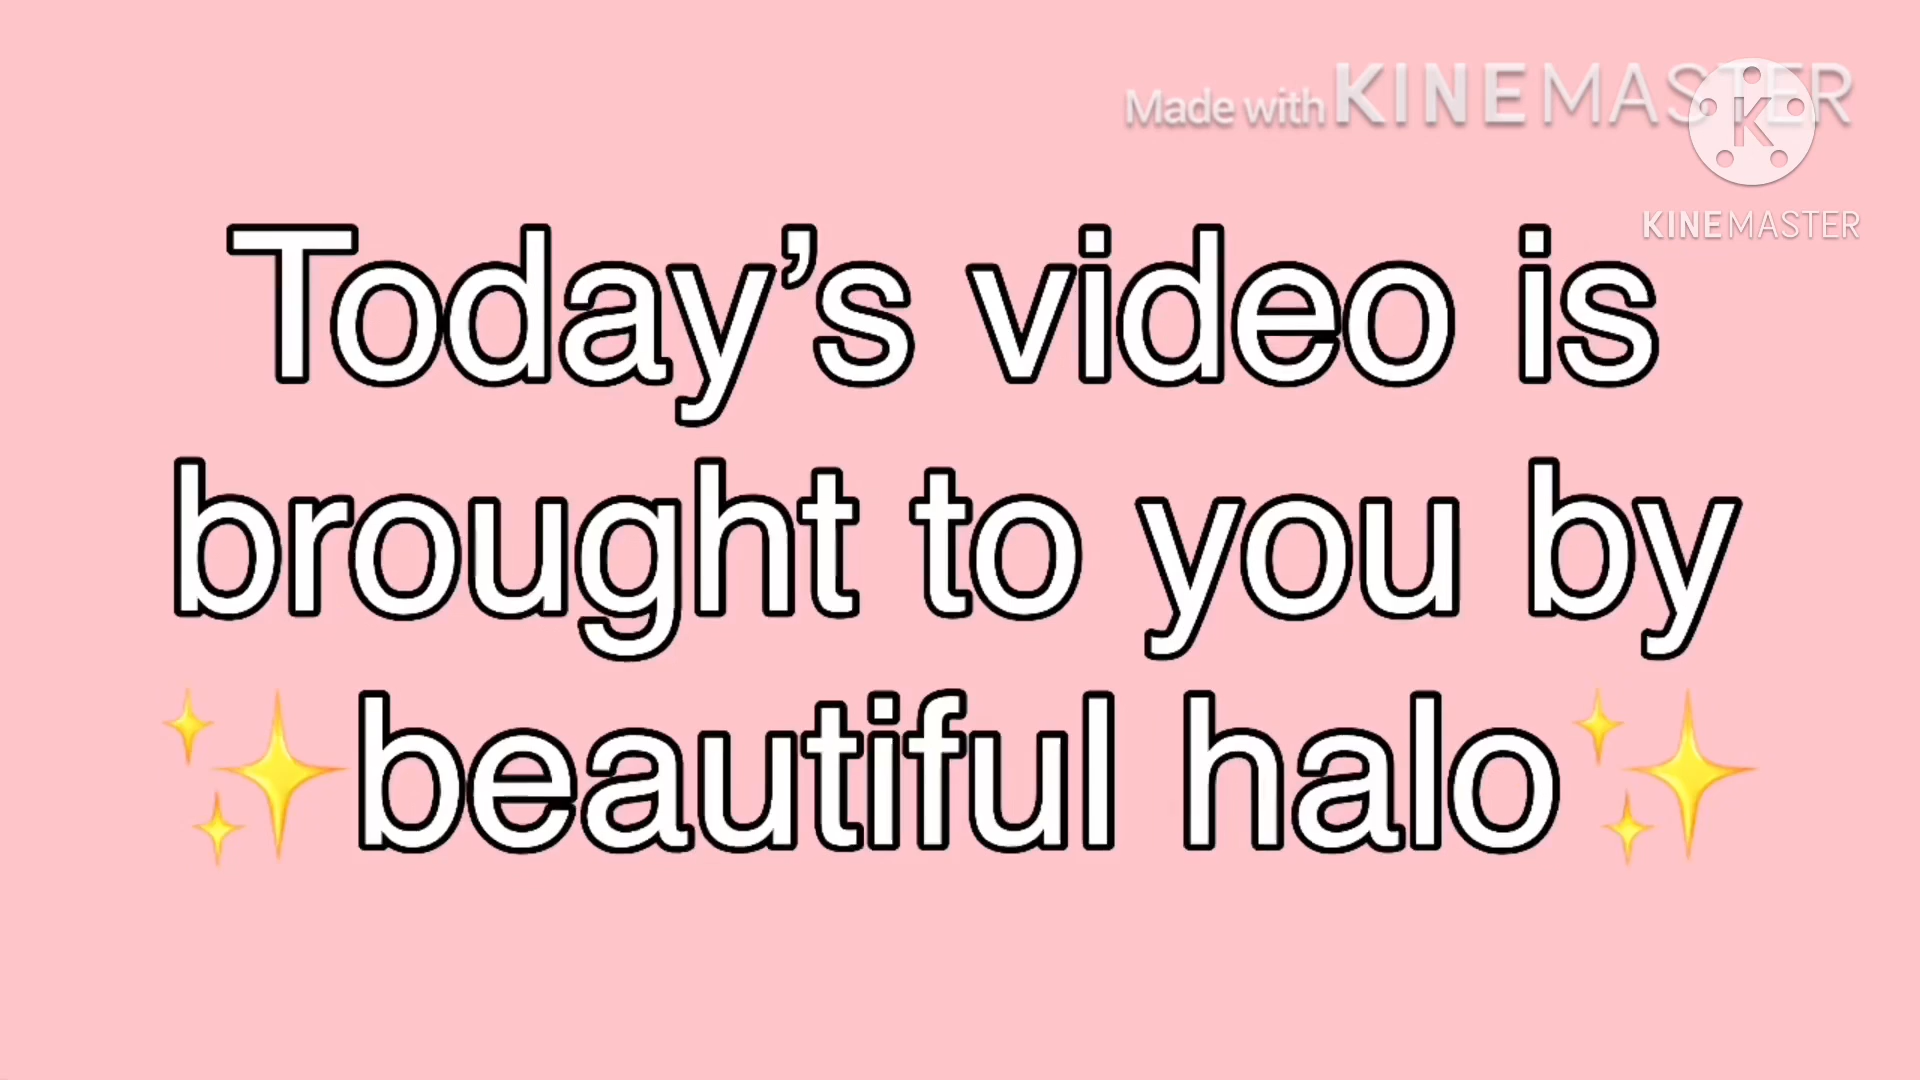 Made with KINEMASTER
K
KINEMASTER
Today’s video is
brought to you by
✨beautiful halo✨